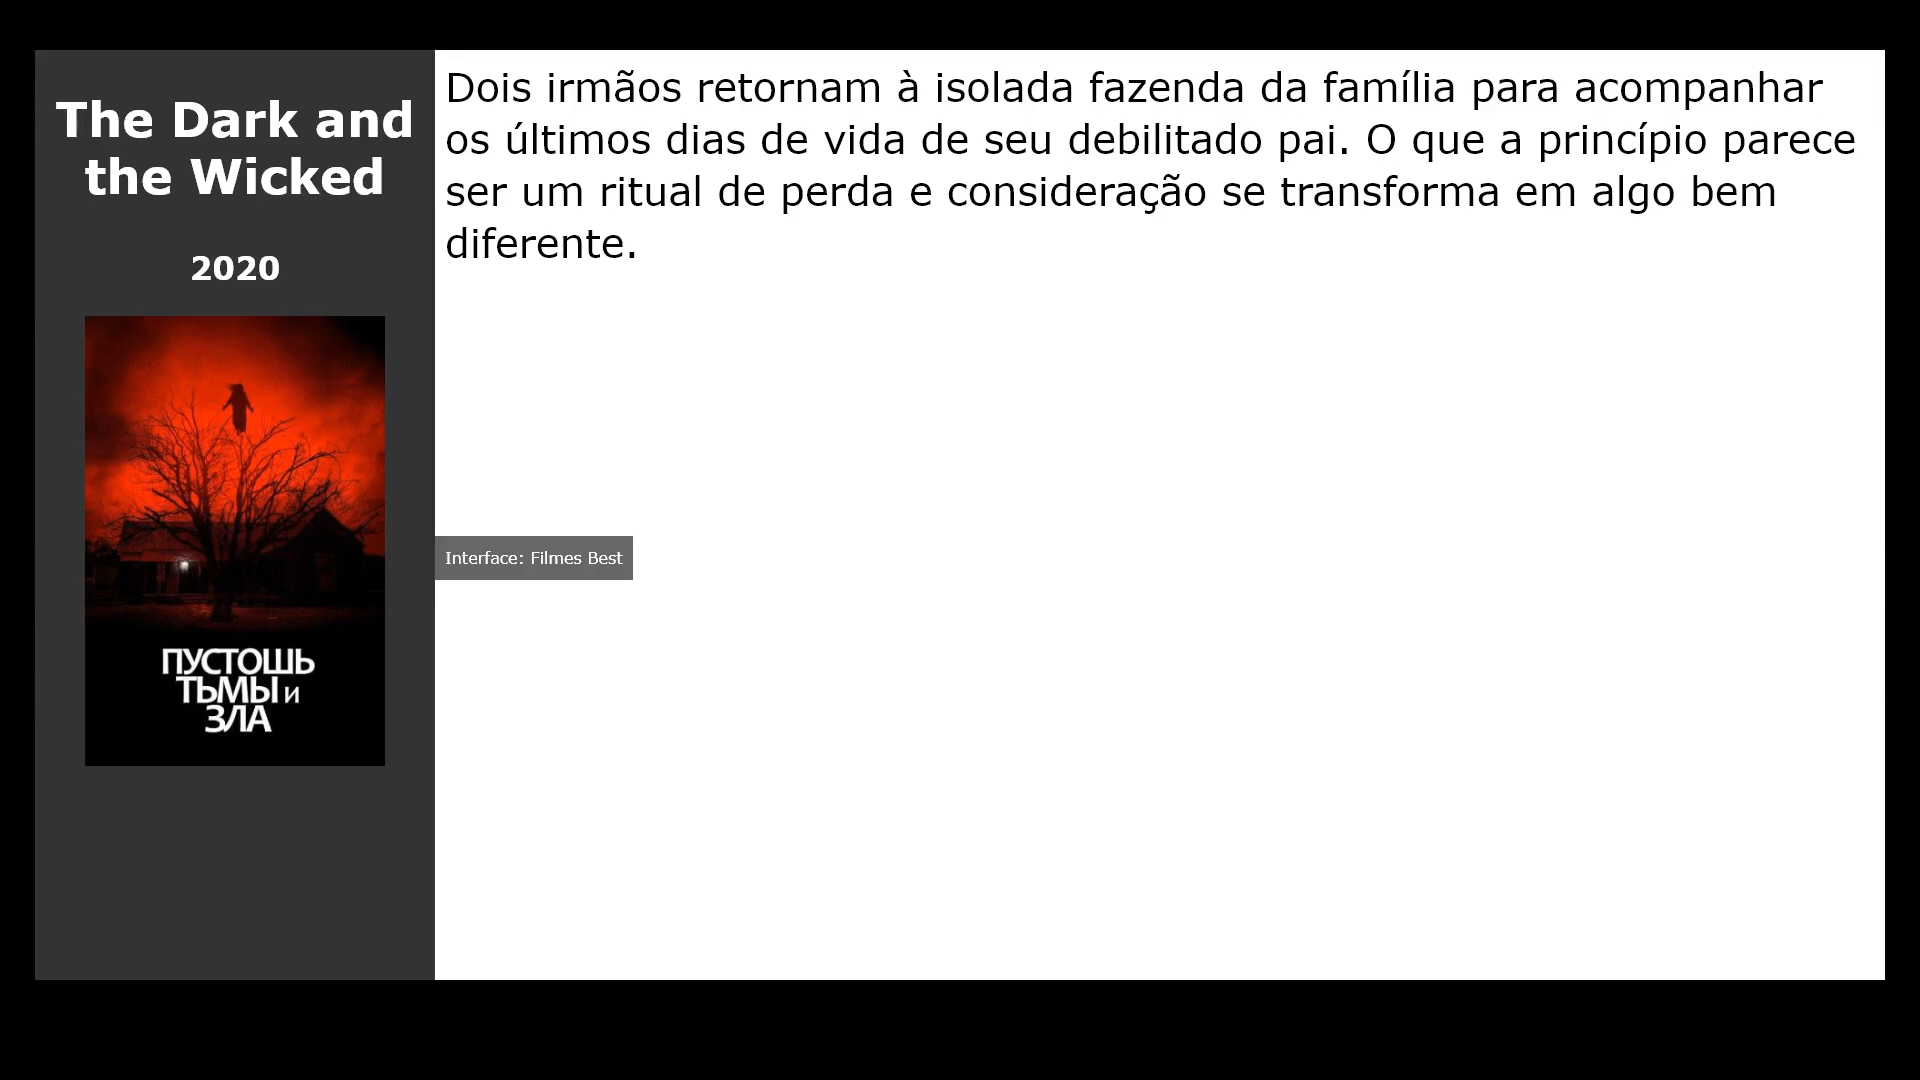 The Dark and
the Wicked
2020
ПУСТОШЬ
ТЬМЫ и
ЗЛА
Dois irmãos retornam à isolada fazenda da família para acompanhar
os últimos dias de vida de seu debilitado pai. O que a princípio parece
ser um ritual de perda e consideração se transforma em algo bem
diferente.
Interface: Filmes Best